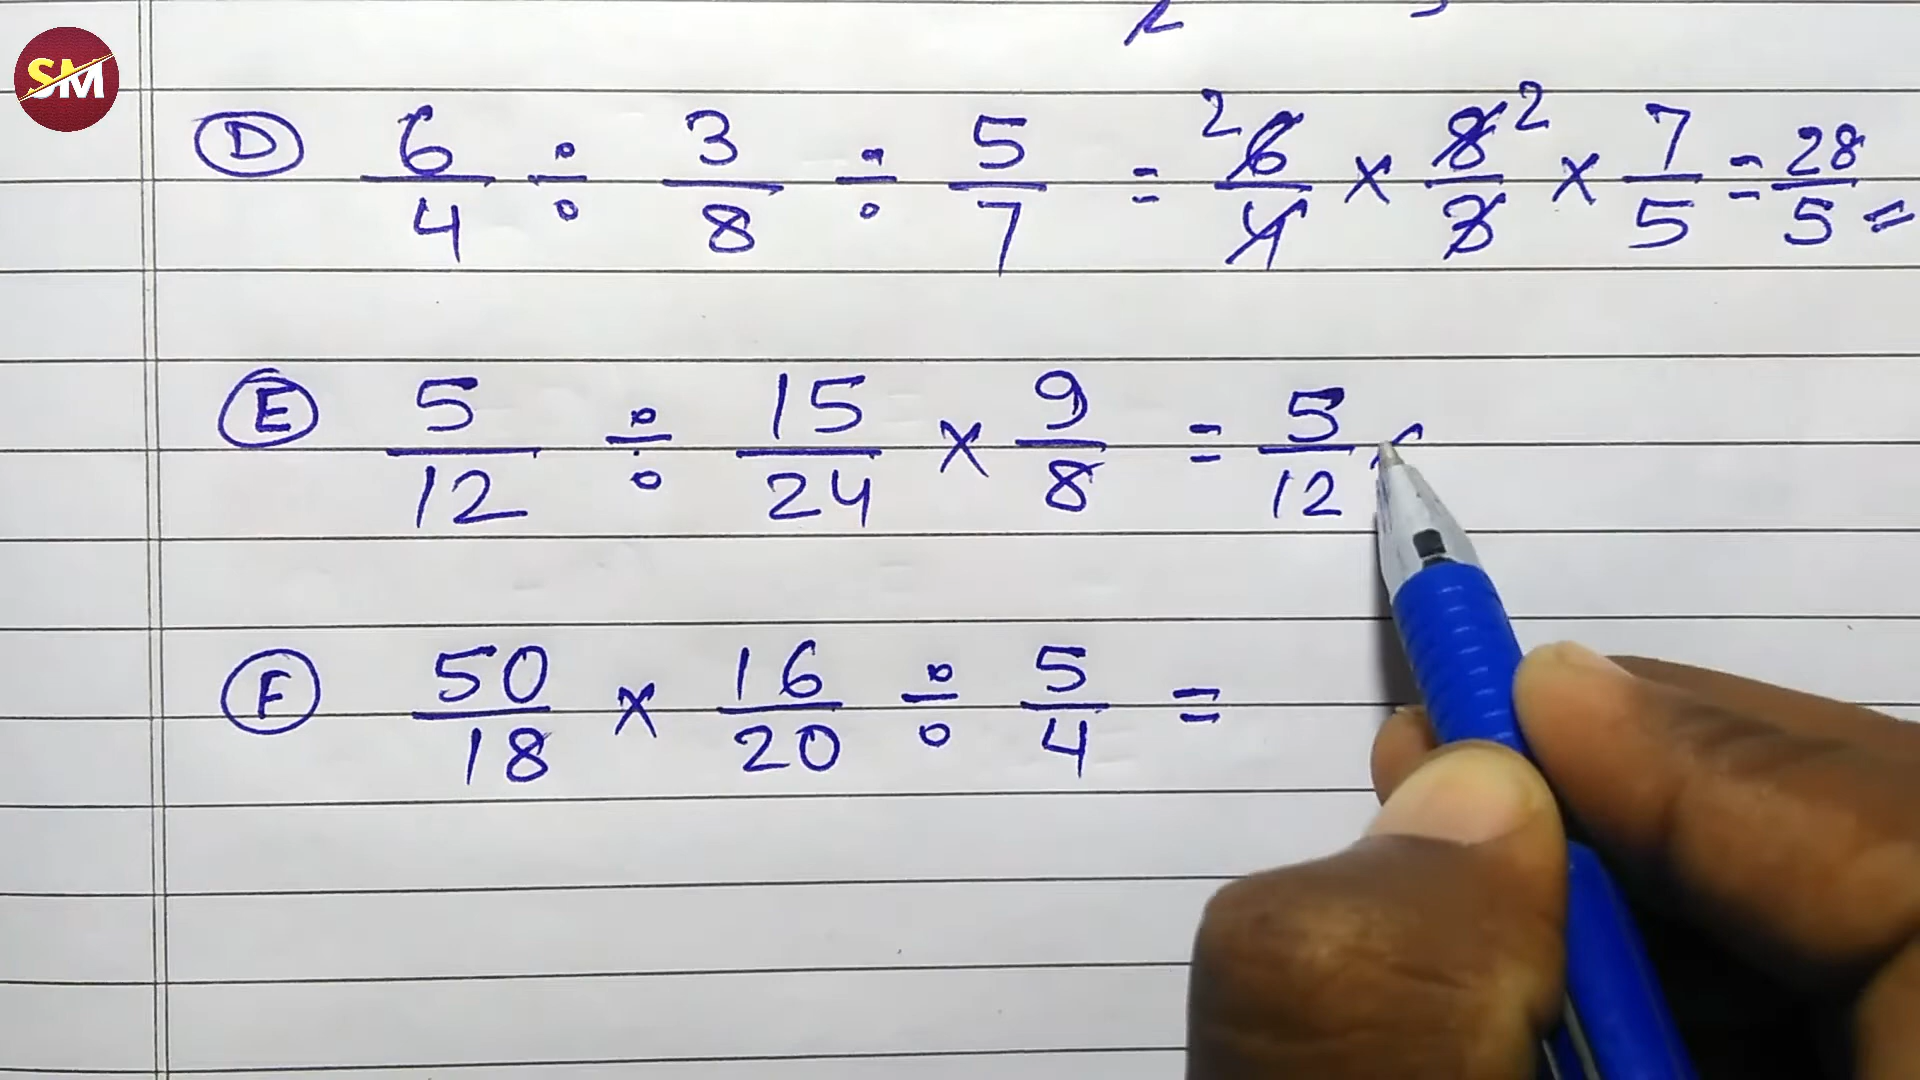 SM
D 6/4 ÷ 3/8 ÷ 5/7 = 2 6/4 × 8/3 2 × 7/5 = 28/5 =
E 5/12 ÷ 15/24 × 9/8 = 5/12
F 50/18 × 16/20 ÷ 5/4 =